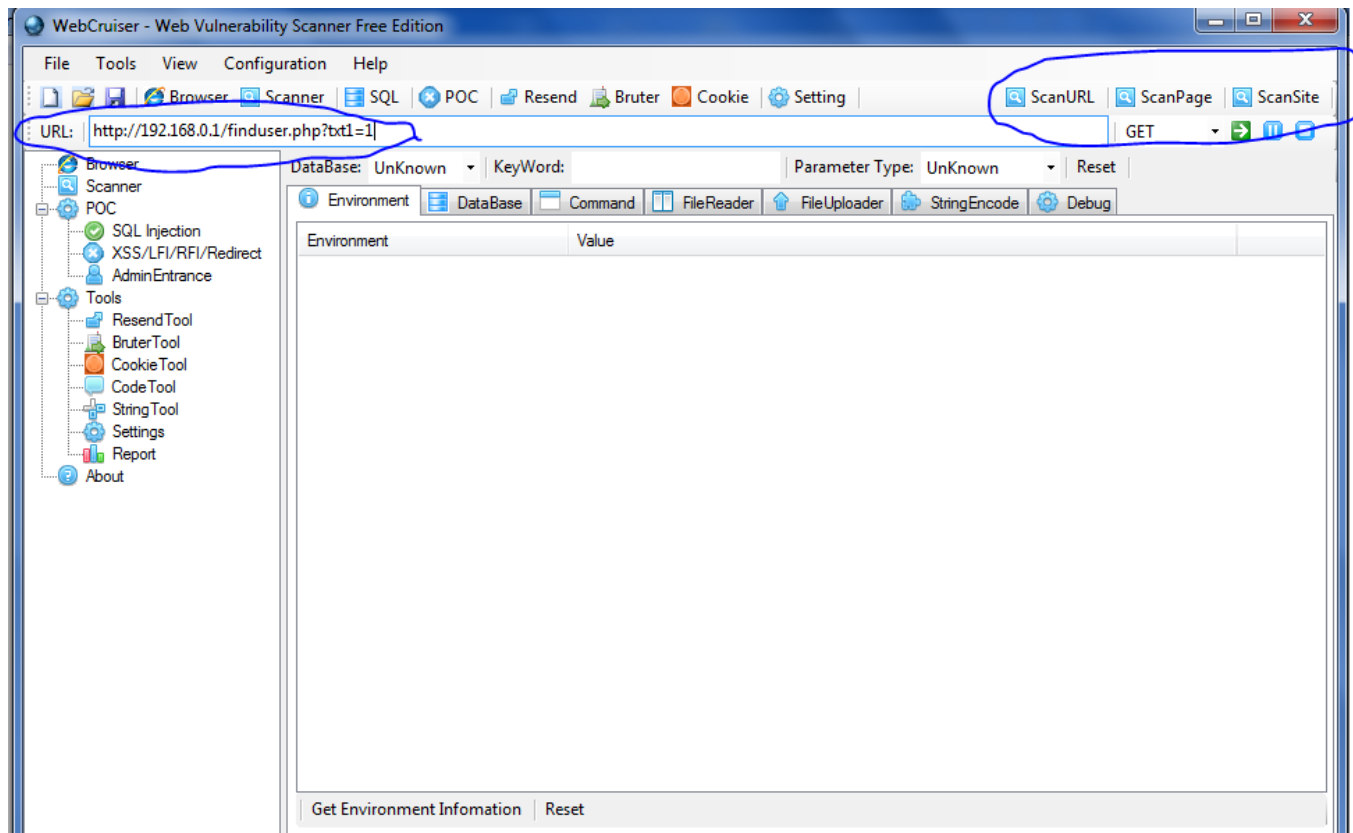 WebCruiser - Web Vulnerability Scanner Free Edition
File Tools View Configuration Help
Browser Scanner SQL POC Resend Bruter Cookie Setting ScanURL ScanPage ScanSite
URL: http://192.168.0.1/finduser.php?txt1=1 GET
Browser
Scanner
POC
SQL Injection
XSS/LFI/RFI/Redirect
AdminEntrance
Tools
ResendTool
BruterTool
CookieTool
CodeTool
StringTool
Settings
Report
About
DataBase: UnKnown KeyWord: Parameter Type: UnKnown Reset
Environment DataBase Command FileReader FileUploader StringEncode Debug
Environment Value
Get Environment Infomation Reset